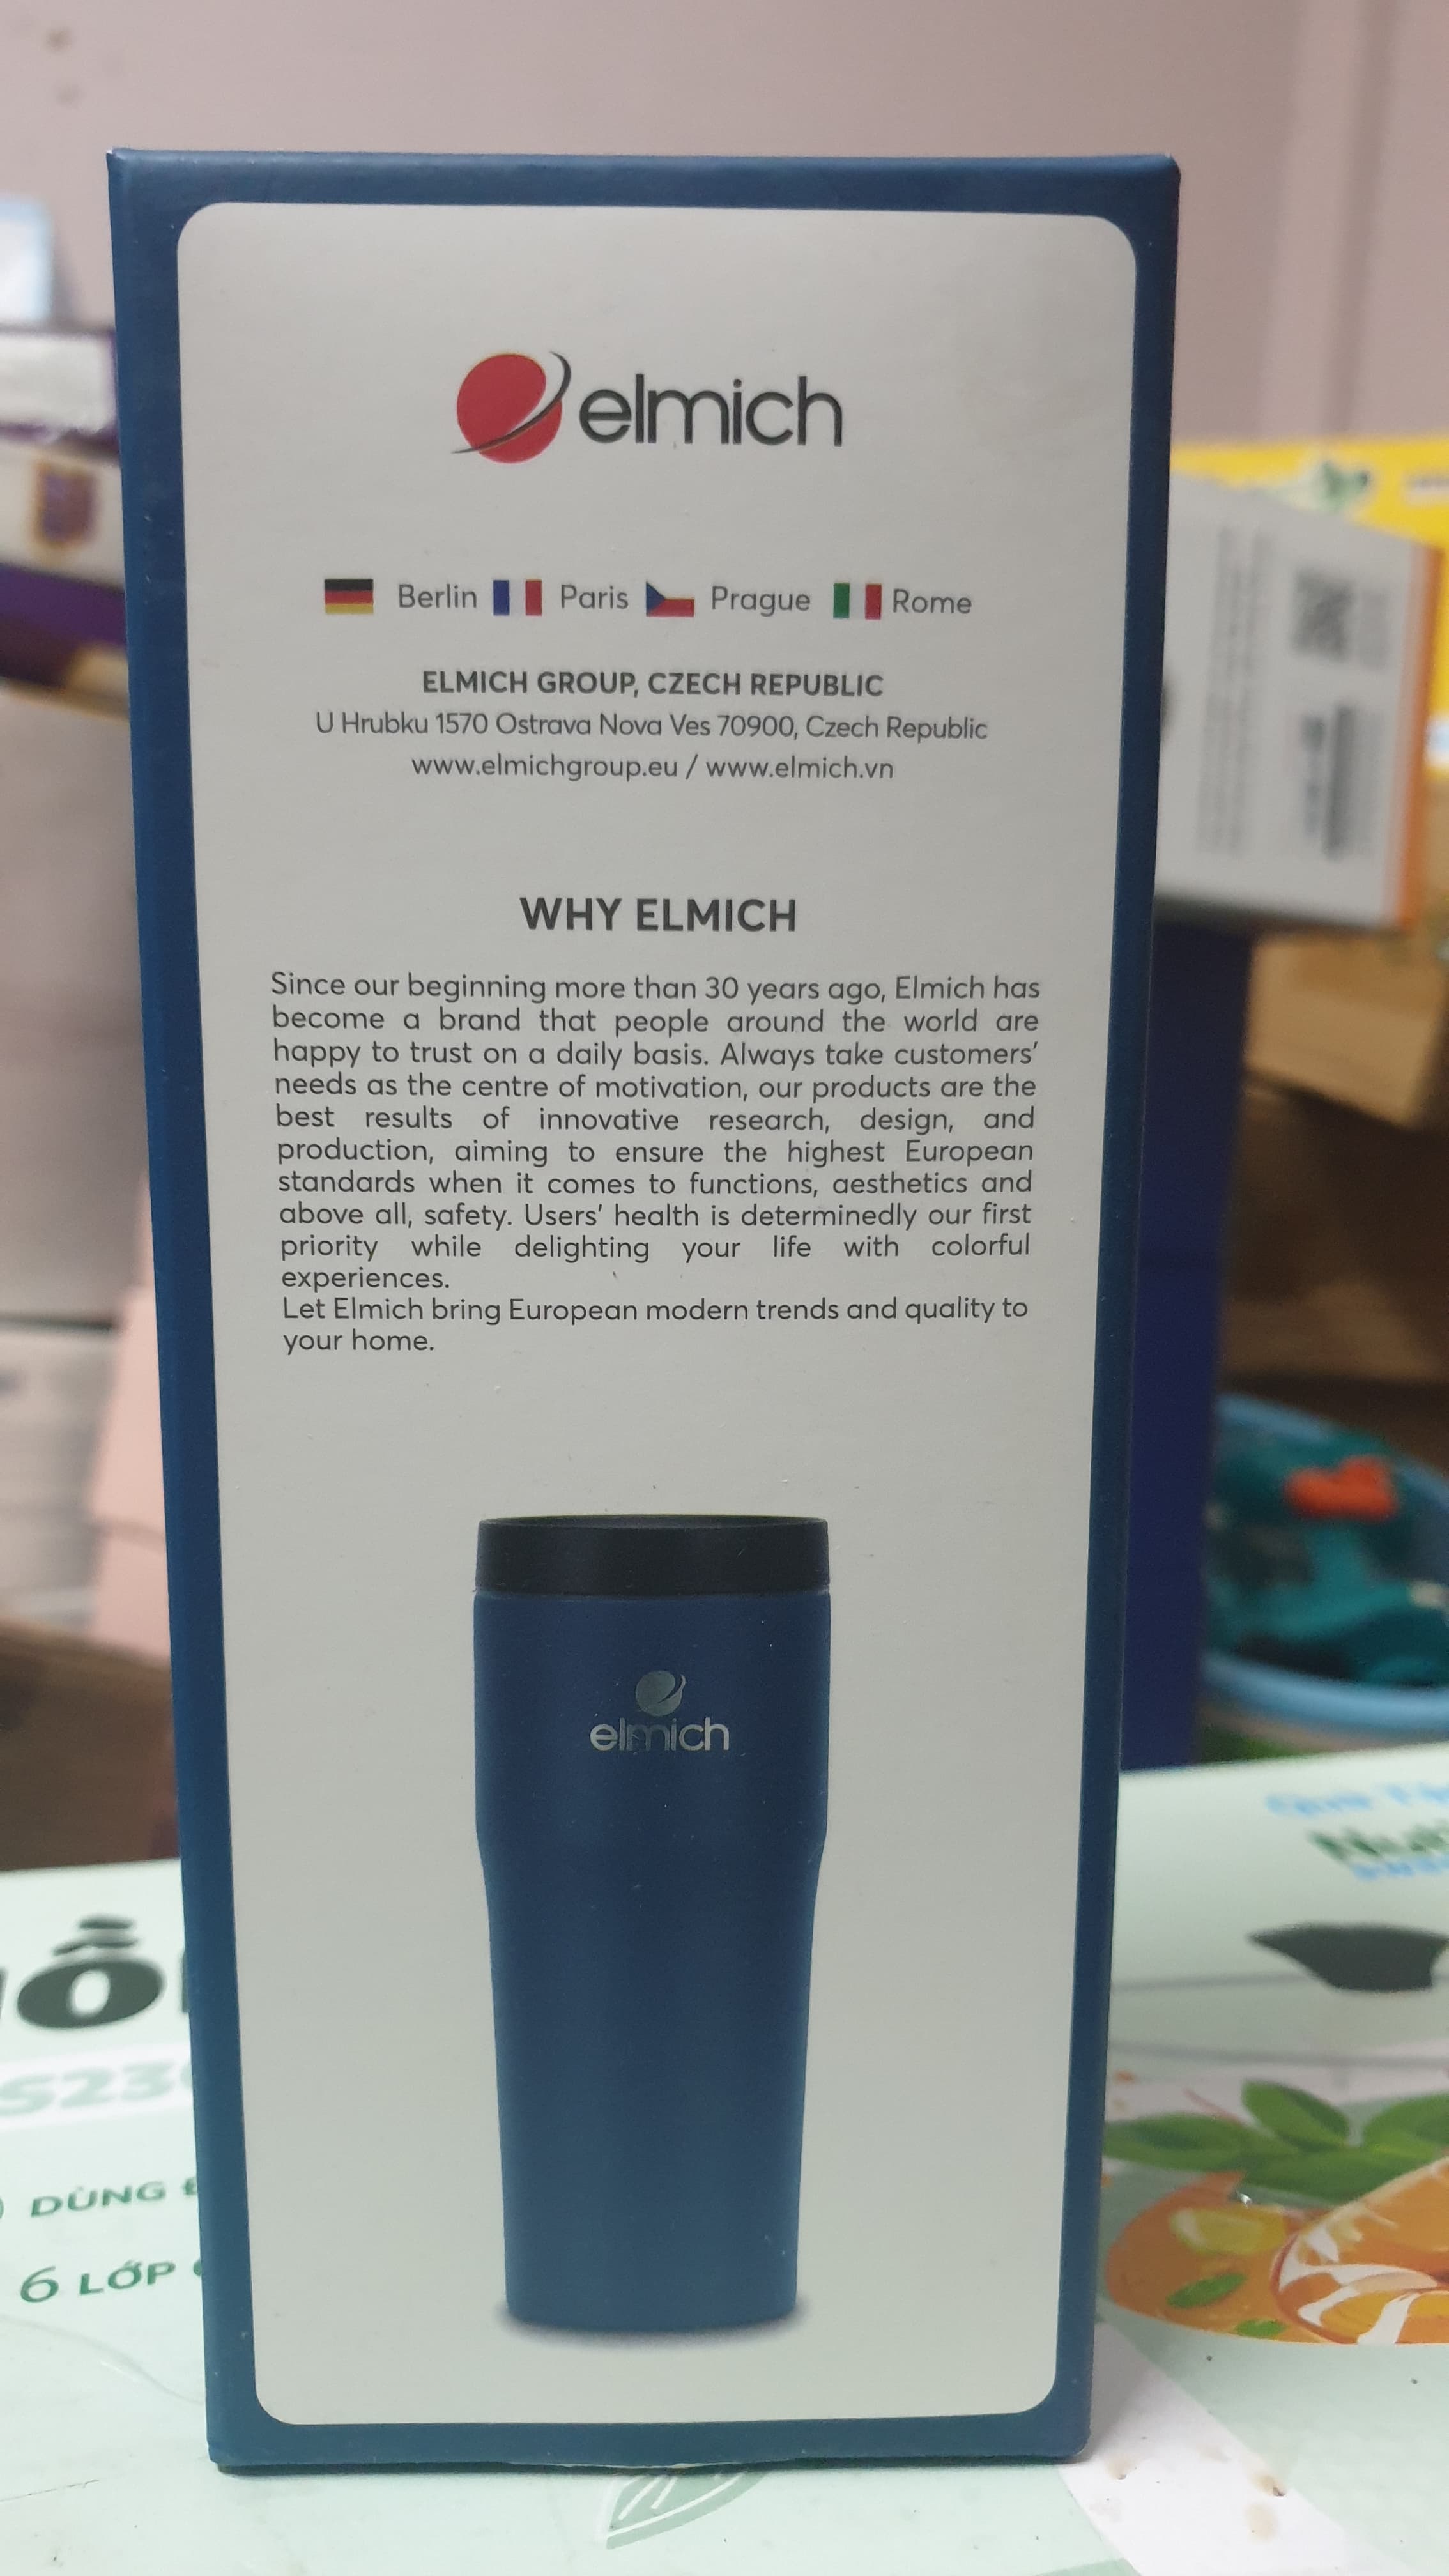 elmich
Berlin Paris Prague Rome
ELMICH GROUP, CZECH REPUBLIC
U Hrubku 1570 Ostrava Nova Ves 70900, Czech Republic
www.elmichgroup.eu / www.elmich.vn
WHY ELMICH
Since our beginning more than 30 years ago, Elmich has
become a brand that people around the world are
happy to trust on a daily basis. Always take customers'
needs as the centre of motivation, our products are the
best results of innovative research, design, and
production, aiming to ensure the highest European
standards when it comes to functions, aesthetics and
above all, safety. Users' health is determinedly our first
priority while delighting your life with colorful
experiences.
Let Elmich bring European modern trends and quality to
your home.
elmich
DÙNG
6 LỚP